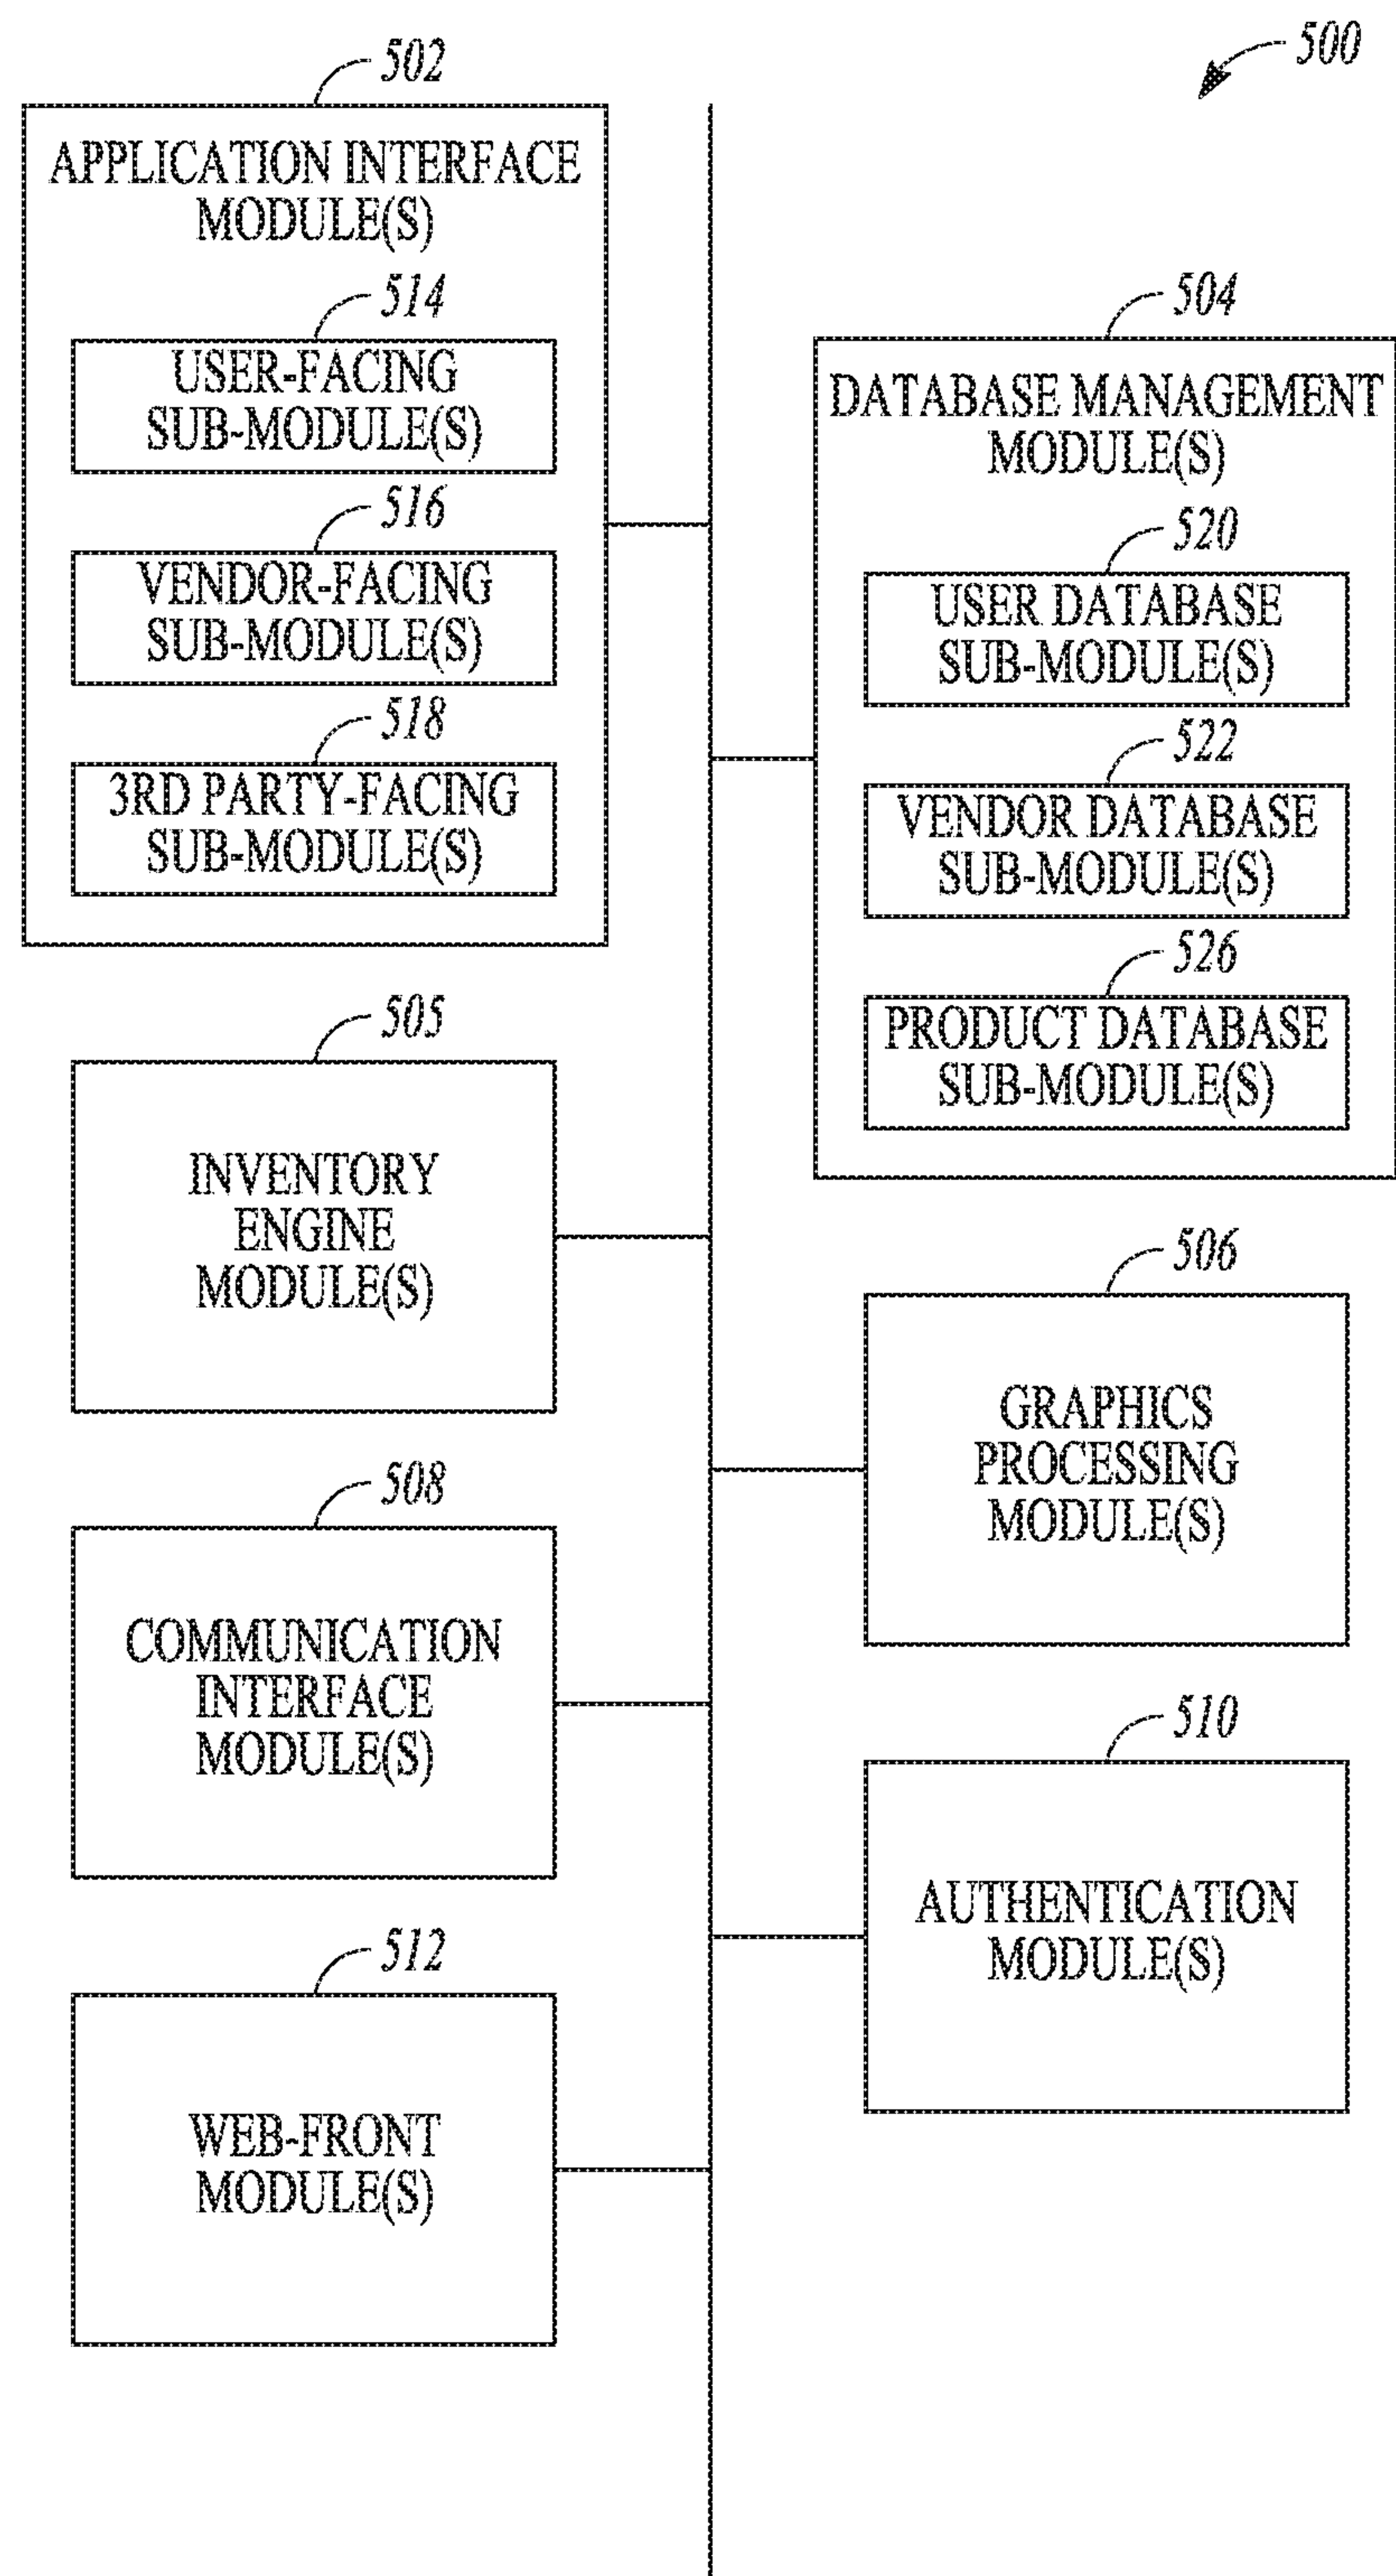 500
502
APPLICATION INTERFACE
MODULE(S)
514
USER-FACING
SUB-MODULE(S)
516
VENDOR-FACING
SUB-MODULE(S)
518
3RD PARTY-FACING
SUB-MODULE(S)
504
DATABASE MANAGEMENT
MODULE(S)
520
USER DATABASE
SUB-MODULE(S)
522
VENDOR DATABASE
SUB-MODULE(S)
526
PRODUCT DATABASE
SUB-MODULE(S)
505
INVENTORY
ENGINE
MODULE(S)
506
GRAPHICS
PROCESSING
MODULE(S)
508
COMMUNICATION
INTERFACE
MODULE(S)
510
AUTHENTICATION
MODULE(S)
512
WEB-FRONT
MODULE(S)